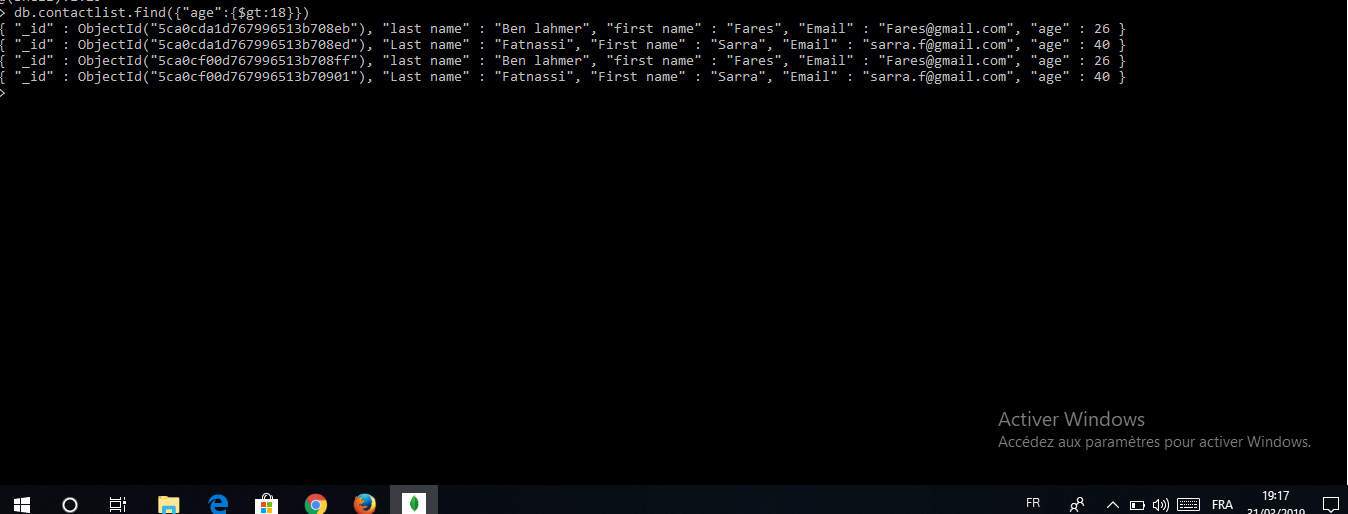 > db.contactlist.find({"age":{$gt:18}})
{ "_id" : ObjectId("5ca0cda1d767996513b708eb"), "last name" : "Ben lahmer", "first name" : "Fares", "Email" : "Fares@gmail.com", "age" : 26 }
{ "_id" : ObjectId("5ca0cda1d767996513b708ed"), "Last name" : "Fatnassi", "First name" : "Sarra", "Email" : "sarra.f@gmail.com", "age" : 40 }
{ "_id" : ObjectId("5ca0cf00d767996513b708ff"), "last name" : "Ben lahmer", "first name" : "Fares", "Email" : "Fares@gmail.com", "age" : 26 }
{ "_id" : ObjectId("5ca0cf00d767996513b70901"), "Last name" : "Fatnassi", "First name" : "Sarra", "Email" : "sarra.f@gmail.com", "age" : 40 }
>
Activer Windows
Accédez aux paramètres pour activer Windows.
FR
FRA
19:17
31/03/2019